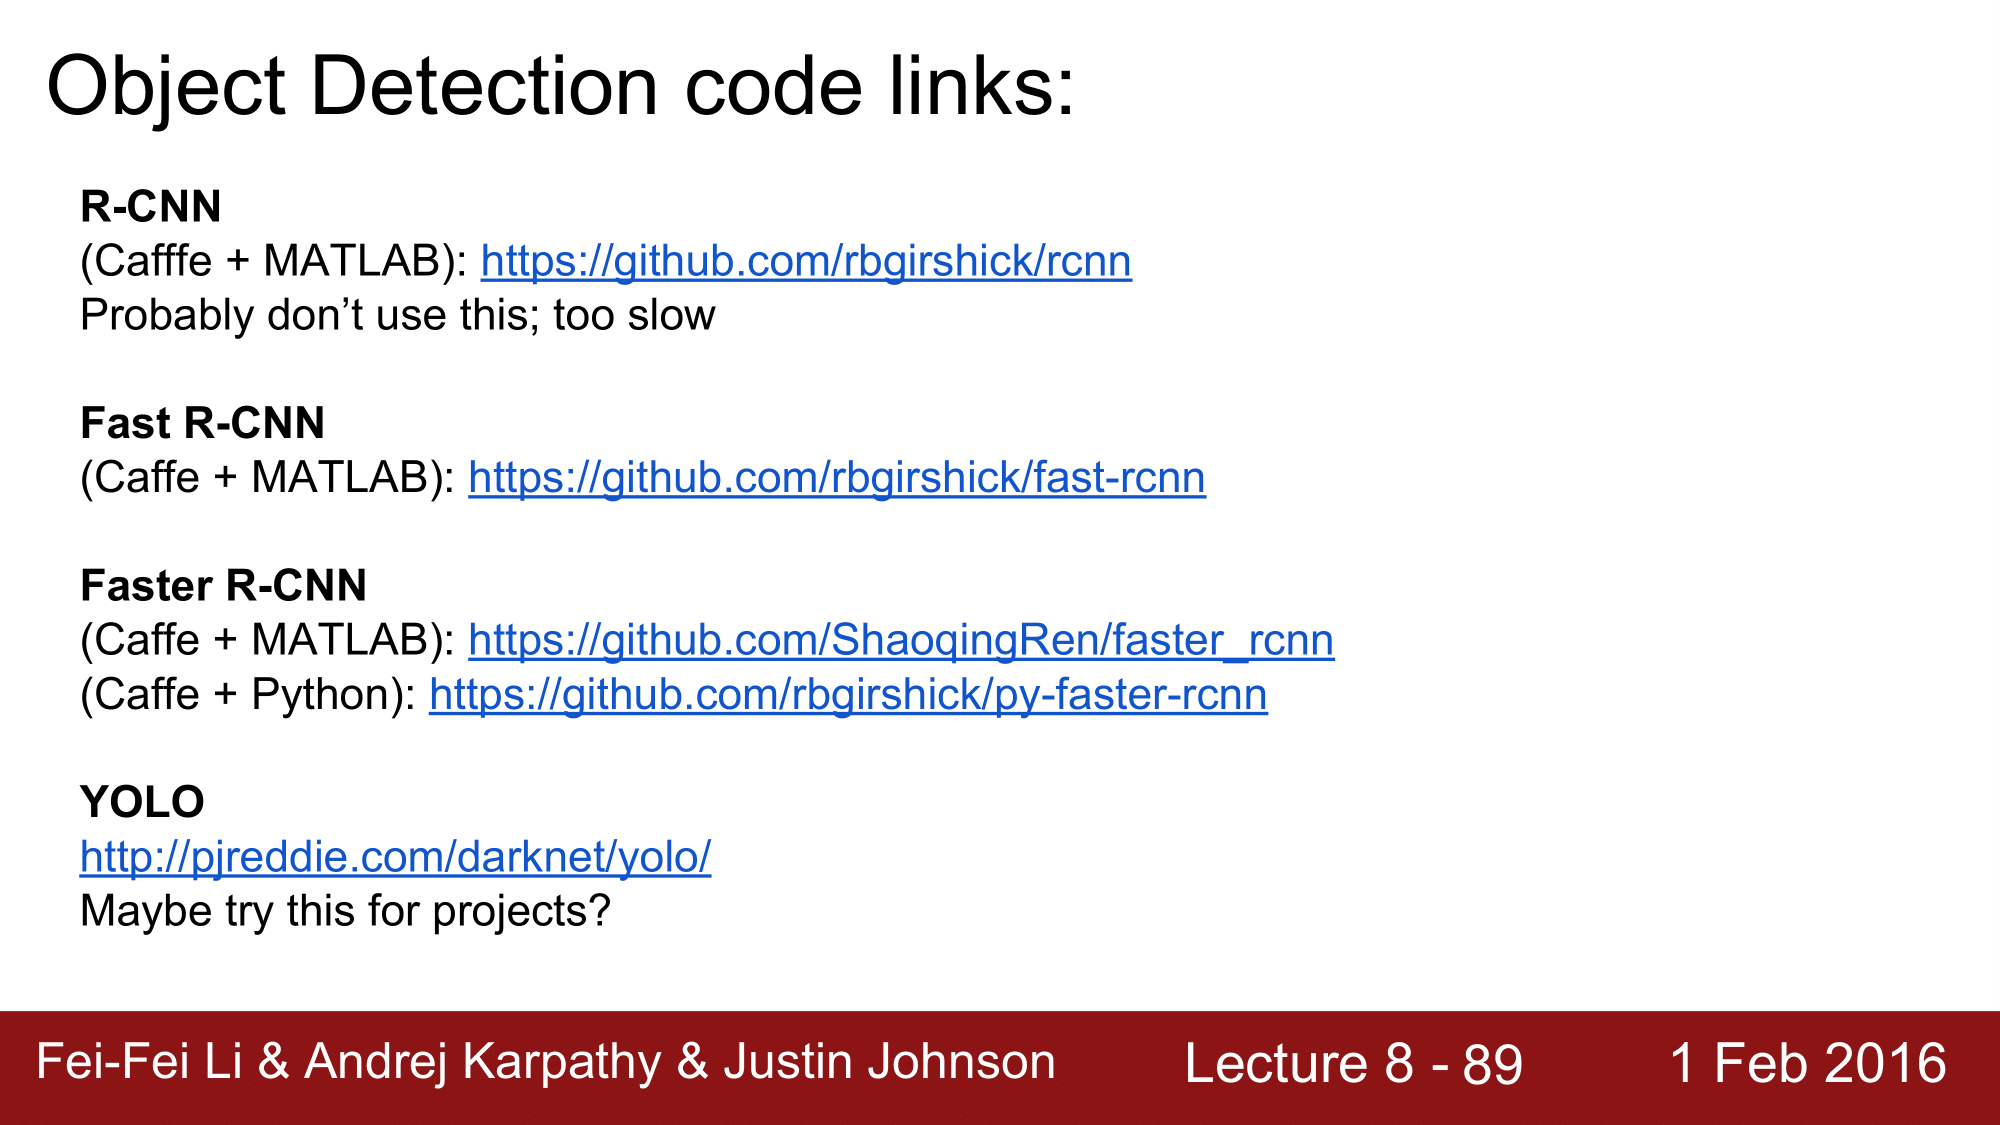 Object Detection code links:
R-CNN
(Cafffe + MATLAB): https://github.com/rbgirshick/rcnn
Probably don’t use this; too slow
Fast R-CNN
(Caffe + MATLAB): https://github.com/rbgirshick/fast-rcnn
Faster R-CNN
(Caffe + MATLAB): https://github.com/ShaoqingRen/faster_rcnn
(Caffe + Python): https://github.com/rbgirshick/py-faster-rcnn
YOLO
http://pjreddie.com/darknet/yolo/
Maybe try this for projects?
Fei-Fei Li & Andrej Karpathy & Justin Johnson Lecture 8 - 89 1 Feb 2016